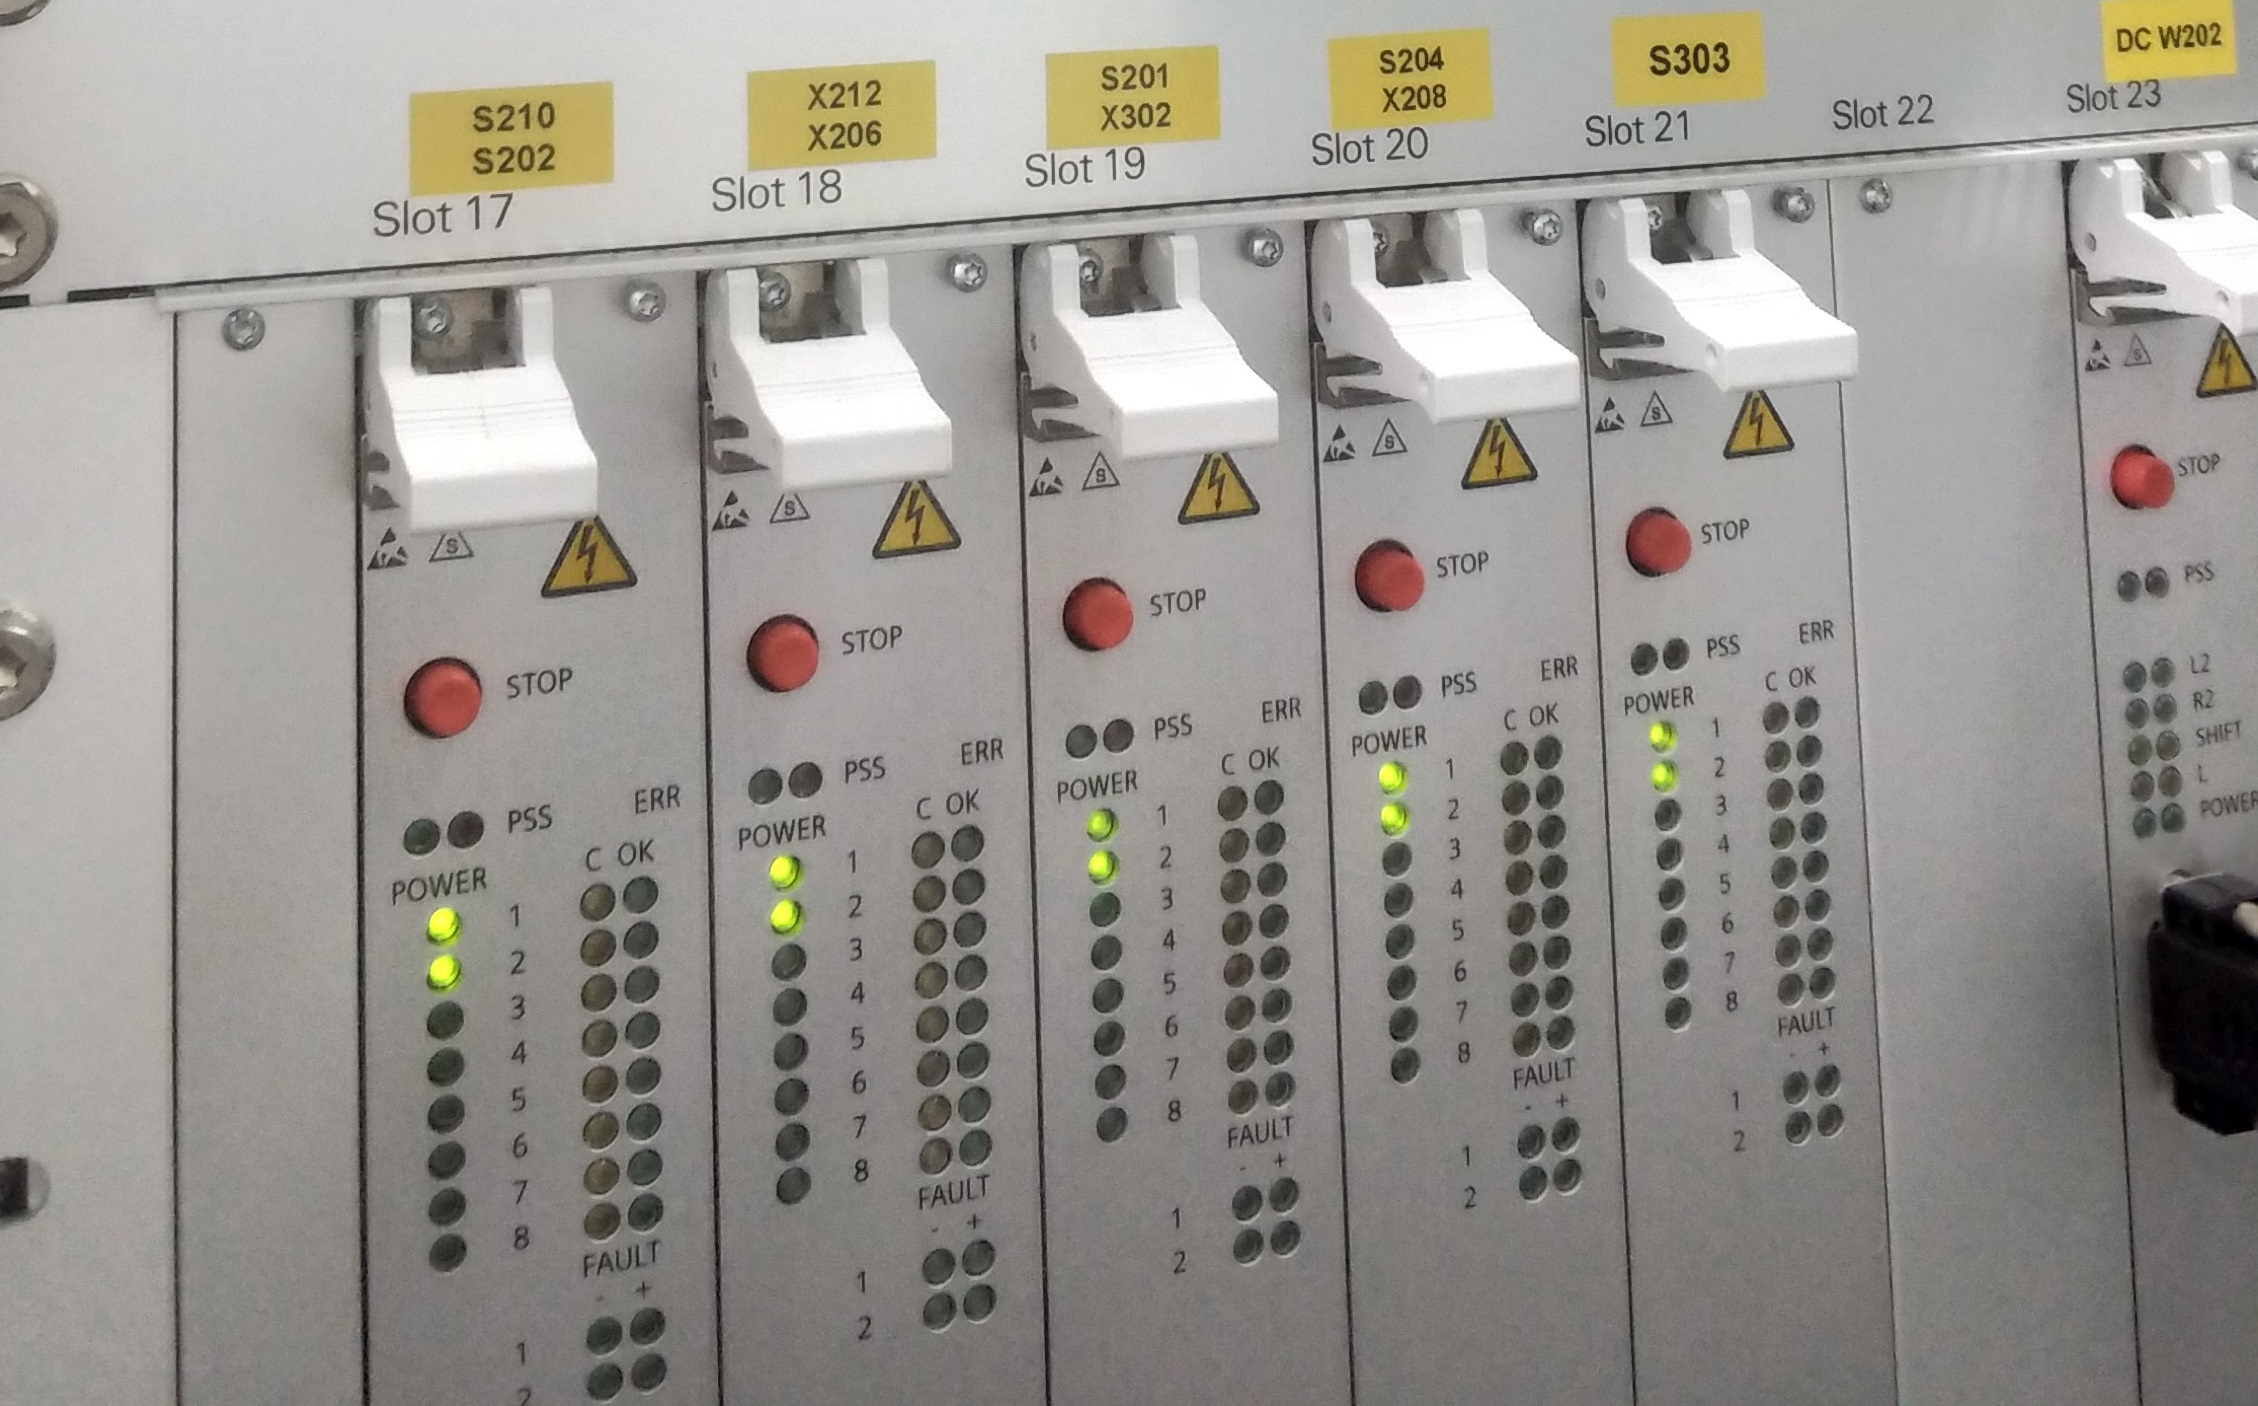 S210
S202
Slot 17
X212
X206
Slot 18
S201
X302
Slot 19
S204
X208
Slot 20
S303
Slot 21
Slot 22
DC W202
Slot 23
S
STOP
PSS
ERR
C OK
POWER
1
2
3
4
5
6
7
8
FAULT
- +
1
2
S
STOP
PSS
ERR
C OK
POWER
1
2
3
4
5
6
7
8
FAULT
- +
1
2
S
STOP
PSS
ERR
C OK
POWER
1
2
3
4
5
6
7
8
FAULT
- +
1
2
S
STOP
PSS
ERR
C OK
POWER
1
2
3
4
5
6
7
8
FAULT
- +
1
2
S
STOP
PSS
ERR
C OK
POWER
1
2
3
4
5
6
7
8
FAULT
- +
1
2
S
STOP
PSS
L2
R2
SHIFT
L
POWER